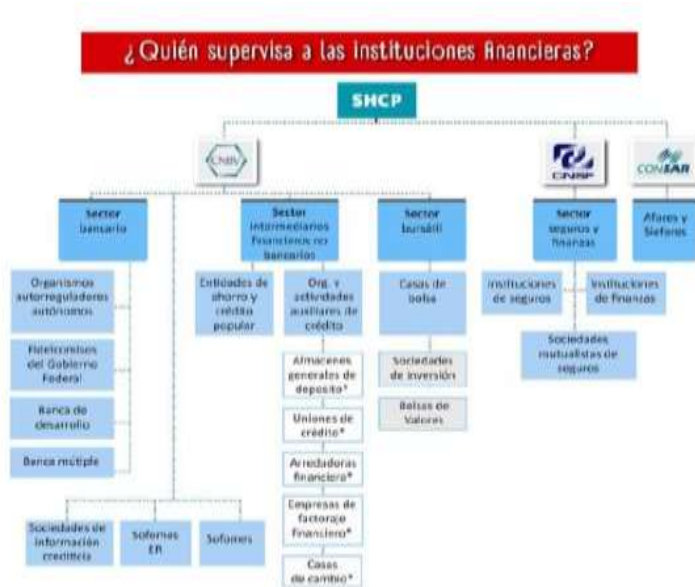 ¿Quién supervisa a las instituciones financieras?
SHCP
CNBV
CNSF
CONSAR
Sector
bancario
Sector
intermediarios
financieros no
bancarios
Sector
bursátil
Sector
seguros y
finanzas
Afores y
Siefores
Organismos
autorreguladores
autónomos
Fideicomisos
del Gobierno
Federal
Banca de
desarrollo
Banca múltiple
Entidades de
ahorro y
crédito
popular
Org. y
actividades
auxiliares de
crédito
Almacenes
generales de
deposito*
Uniones de
crédito*
Arredadoras
financiera*
Empresas de
factoraje
financiero*
Casas
de cambio*
Casas de
bolsa
Sociedades
de inversión
Bolsas de
Valores
Instituciones
de seguros
Instituciones
de finanzas
Sociedades
mutualistas de
seguros
Sociedades de
información
crediticia
Sofomes
ER
Sofomes